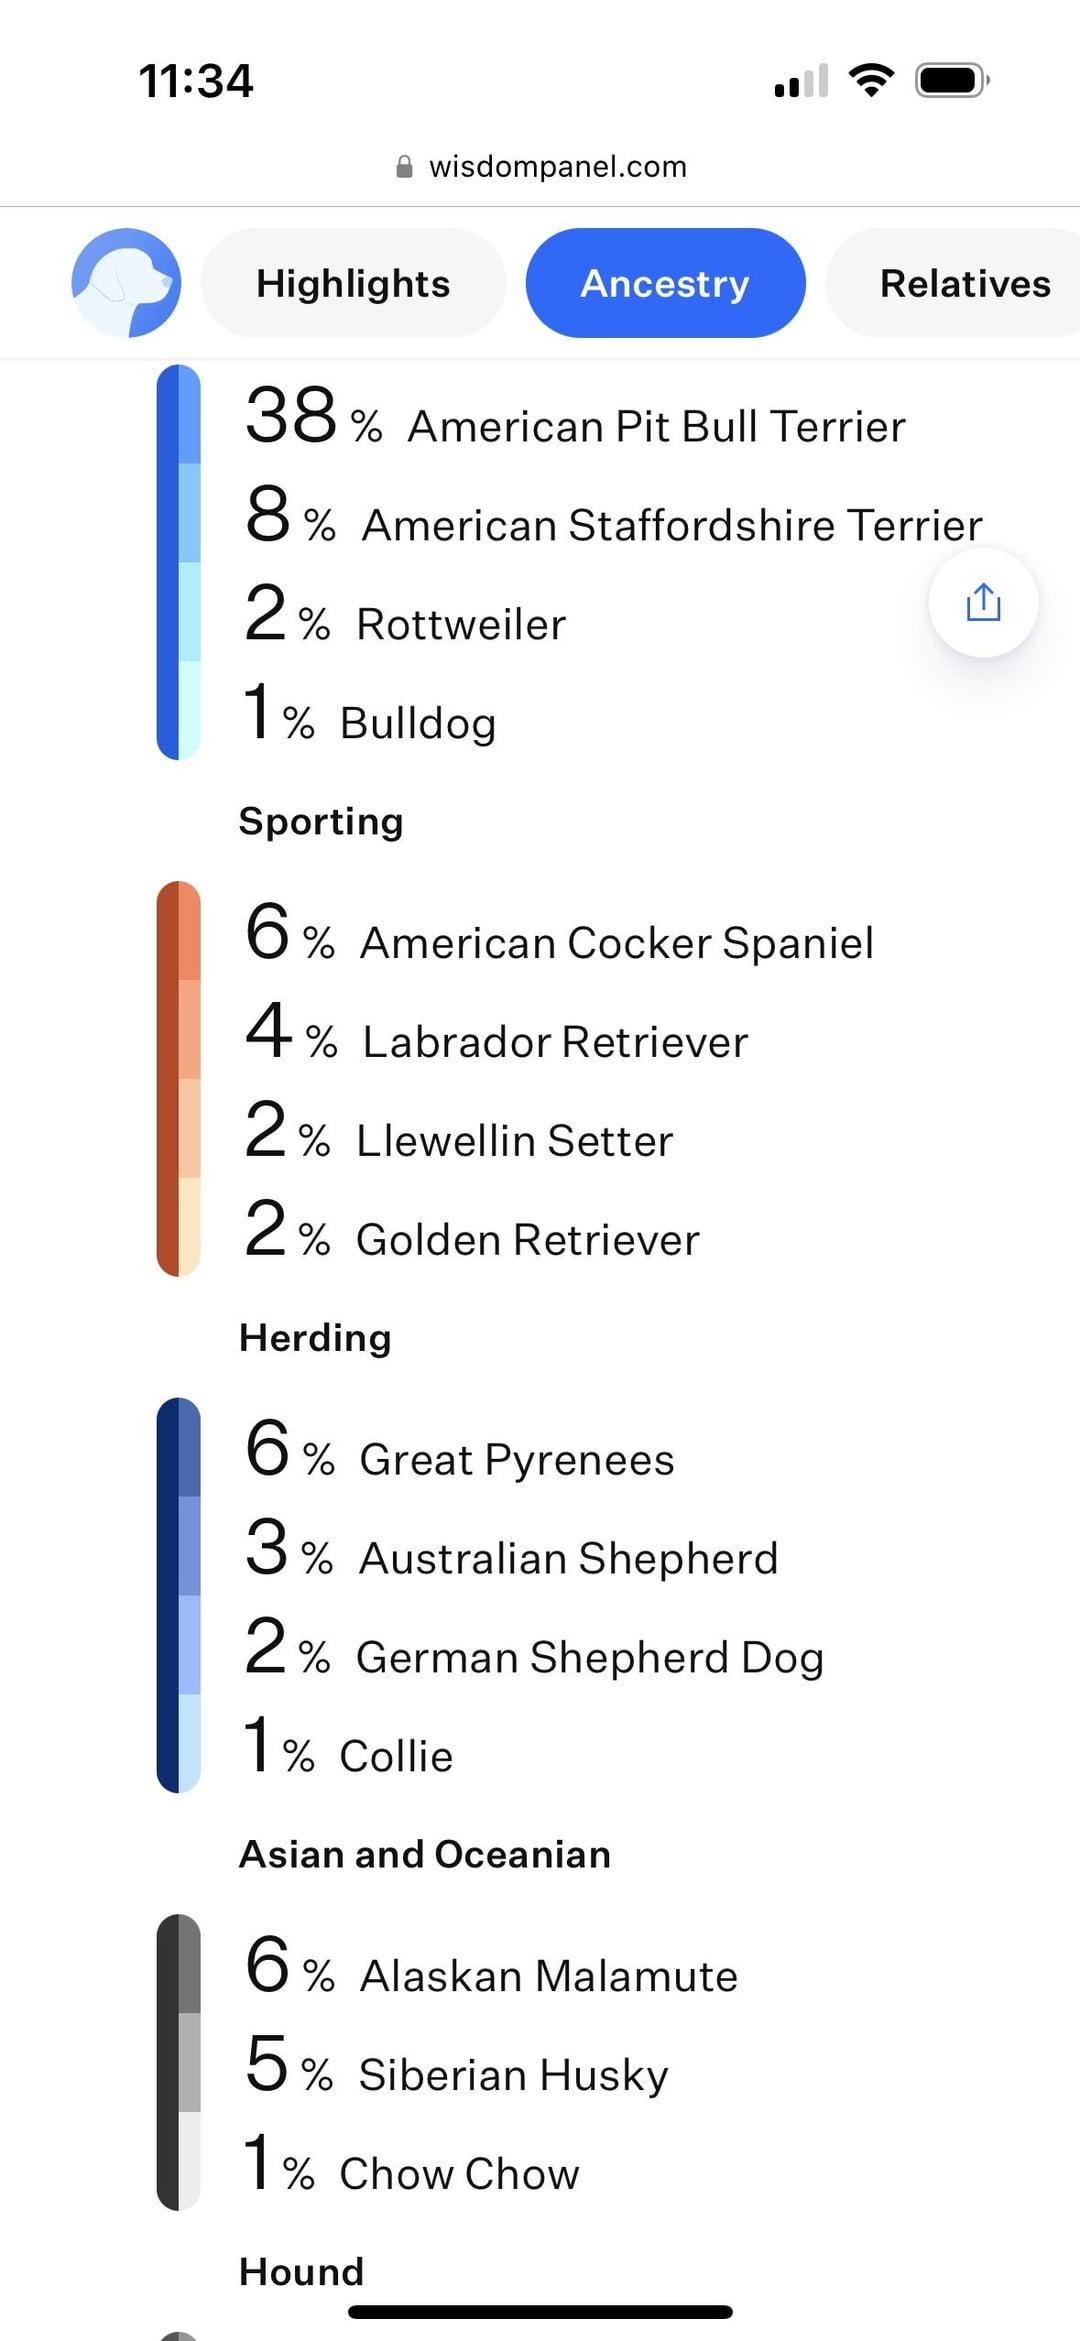 11:34
wisdompanel.com
Highlights Ancestry Relatives
38 % American Pit Bull Terrier
8 % American Staffordshire Terrier
2 % Rottweiler
1 % Bulldog
Sporting
6 % American Cocker Spaniel
4 % Labrador Retriever
2 % Llewellin Setter
2 % Golden Retriever
Herding
6 % Great Pyrenees
3 % Australian Shepherd
2 % German Shepherd Dog
1 % Collie
Asian and Oceanian
6 % Alaskan Malamute
5 % Siberian Husky
1 % Chow Chow
Hound